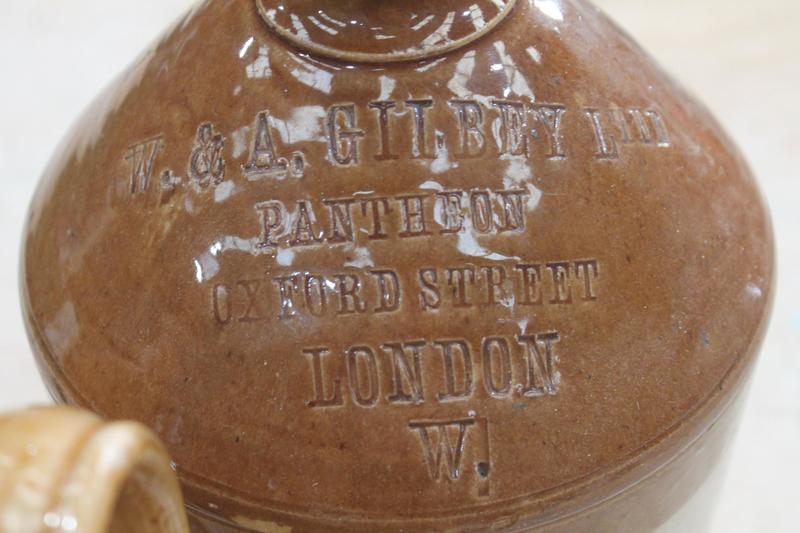 W. & A. GILBEY LTD
PANTHEON
OXFORD STREET
LONDON
W.